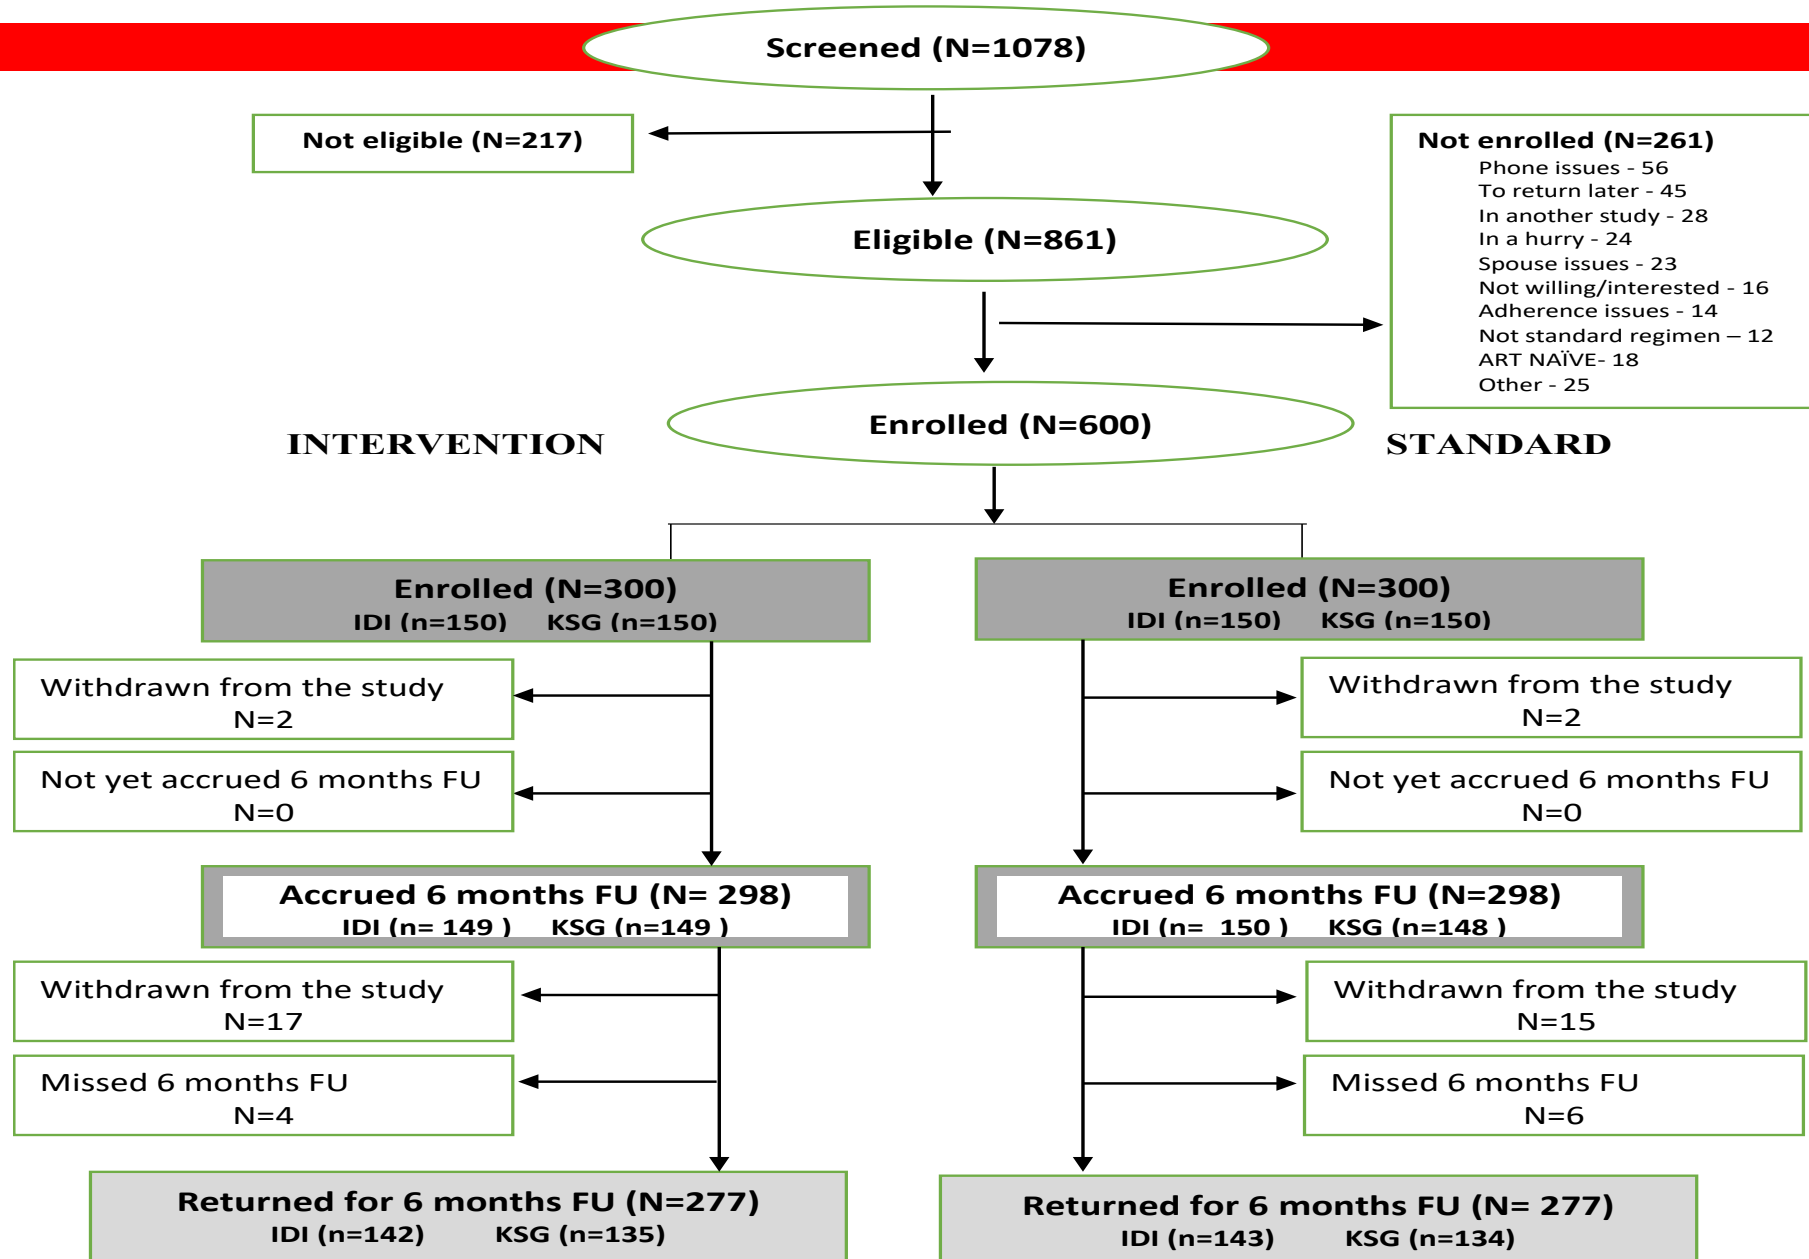 Screened (N=1078)
Not eligible (N=217)
Not enrolled (N=261)
Phone issues - 56
To return later - 45
In another study - 28
In a hurry - 24
Spouse issues - 23
Not willing/interested - 16
Adherence issues - 14
Not standard regimen – 12
ART NAÏVE- 18
Other - 25
Eligible (N=861)
Enrolled (N=600)
INTERVENTION
STANDARD
Enrolled (N=300)
IDI (n=150) KSG (n=150)
Enrolled (N=300)
IDI (n=150) KSG (n=150)
Withdrawn from the study
N=2
Withdrawn from the study
N=2
Not yet accrued 6 months FU
N=0
Not yet accrued 6 months FU
N=0
Accrued 6 months FU (N= 298)
IDI (n= 149 ) KSG (n=149 )
Accrued 6 months FU (N=298)
IDI (n= 150 ) KSG (n=148 )
Withdrawn from the study
N=17
Withdrawn from the study
N=15
Missed 6 months FU
N=4
Missed 6 months FU
N=6
Returned for 6 months FU (N=277)
IDI (n=142) KSG (n=135)
Returned for 6 months FU (N= 277)
IDI (n=143) KSG (n=134)